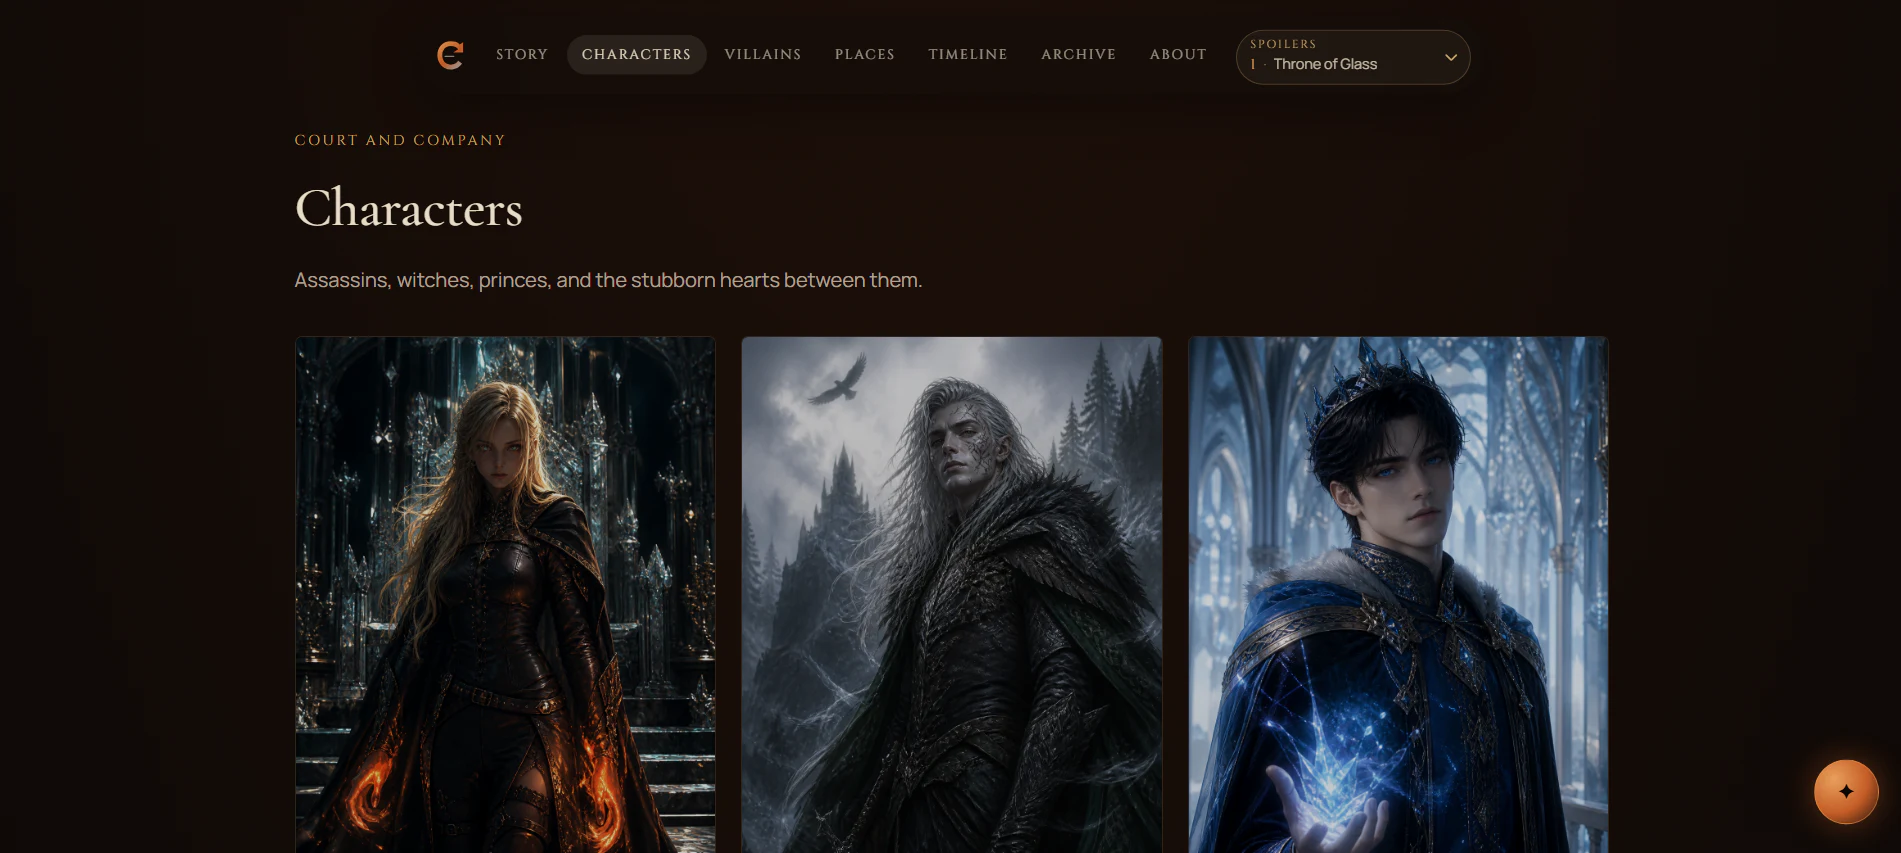 STORY CHARACTERS VILLAINS PLACES TIMELINE ARCHIVE ABOUT
SPOILERS
I · Throne of Glass
COURT AND COMPANY
Characters
Assassins, witches, princes, and the stubborn hearts between them.